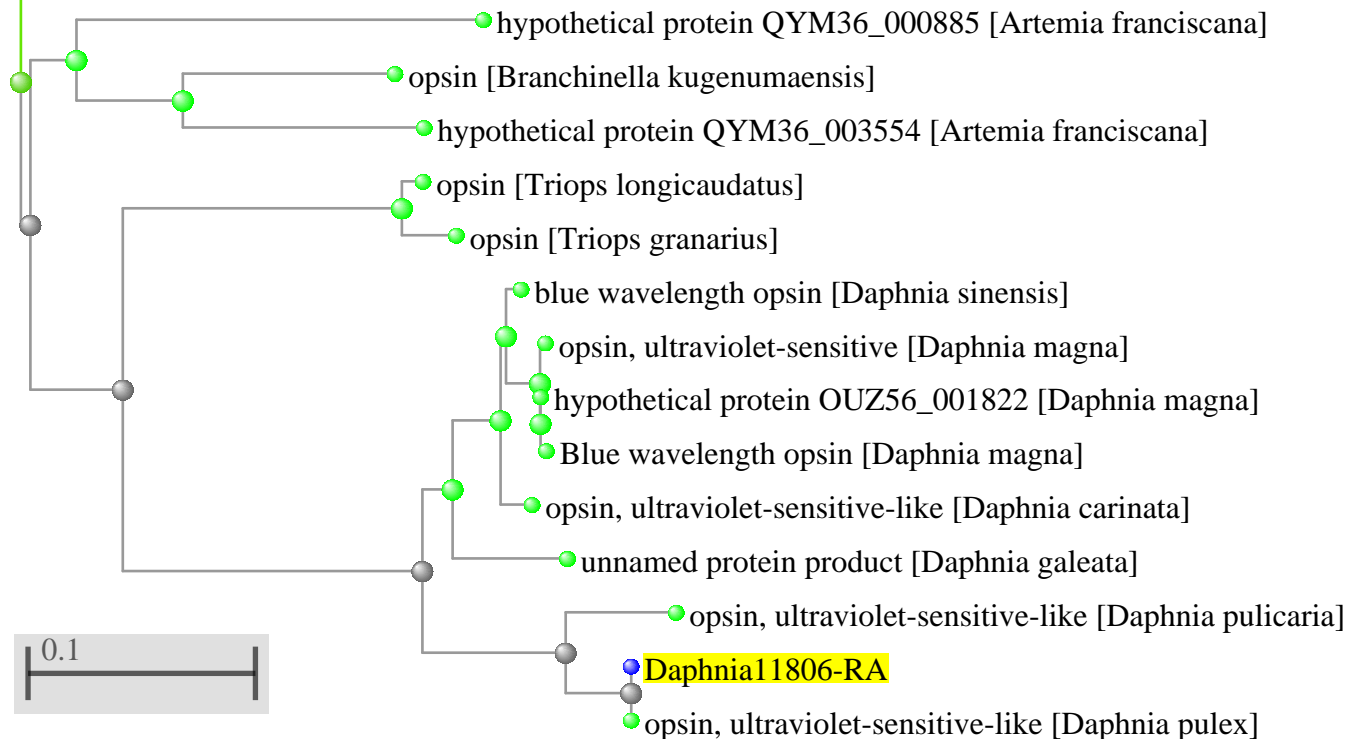 hypothetical protein QYM36_000885 [Artemia franciscana]
opsin [Branchinella kugenumaensis]
hypothetical protein QYM36_003554 [Artemia franciscana]
opsin [Triops longicaudatus]
opsin [Triops granarius]
blue wavelength opsin [Daphnia sinensis]
opsin, ultraviolet-sensitive [Daphnia magna]
hypothetical protein OUZ56_001822 [Daphnia magna]
Blue wavelength opsin [Daphnia magna]
opsin, ultraviolet-sensitive-like [Daphnia carinata]
unnamed protein product [Daphnia galeata]
opsin, ultraviolet-sensitive-like [Daphnia pulicaria]
0.1
Daphnia11806-RA
opsin, ultraviolet-sensitive-like [Daphnia pulex]